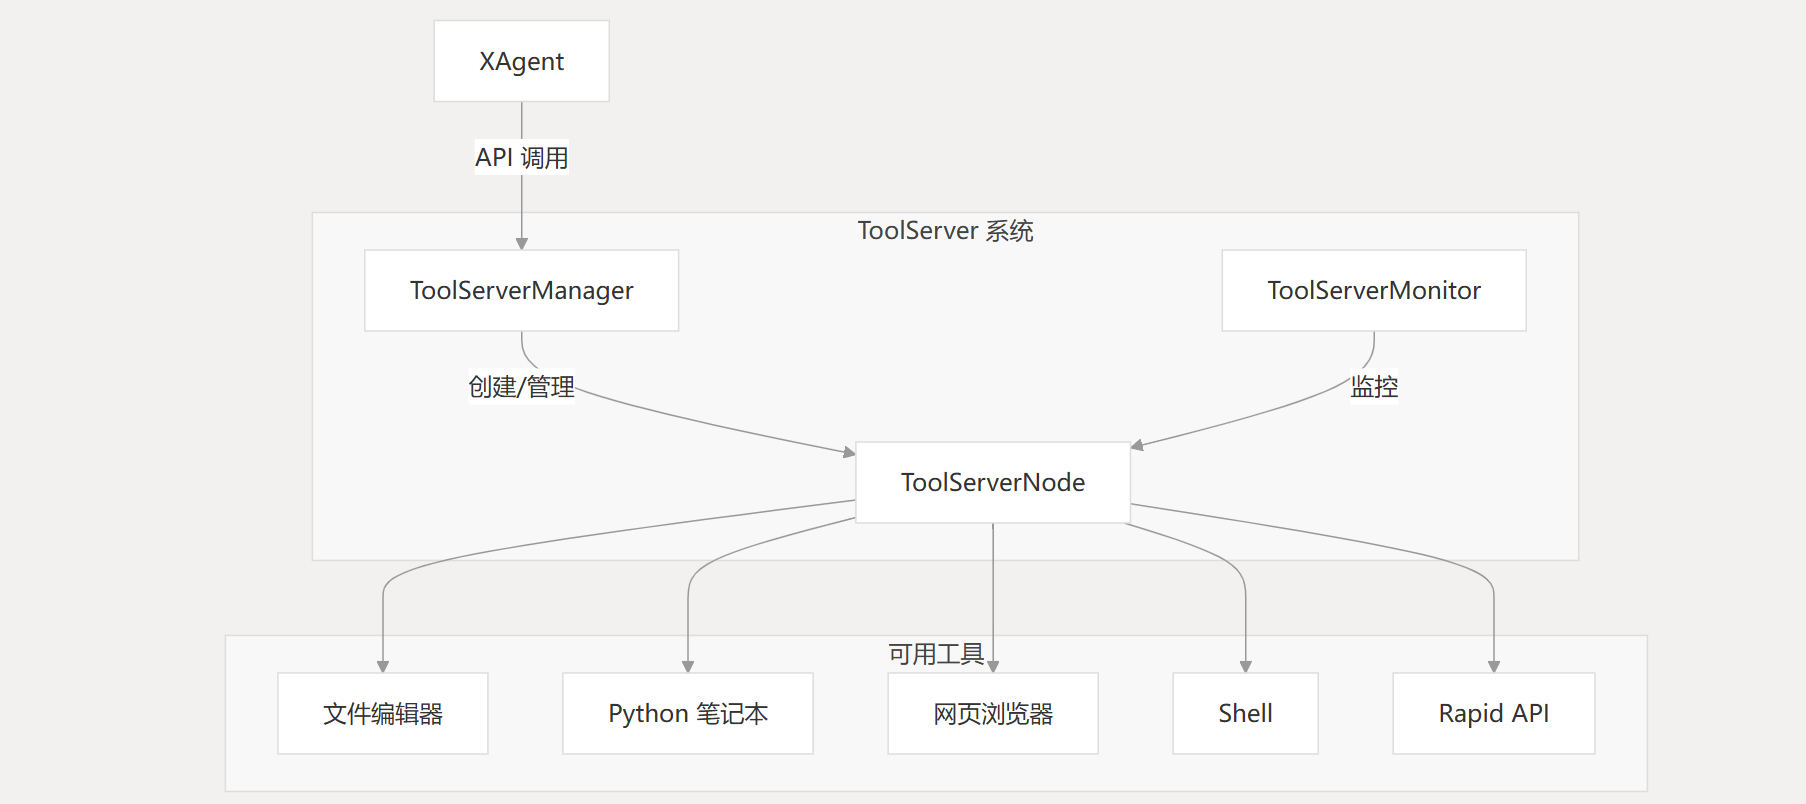 XAgent
API 调用
ToolServer 系统
ToolServerManager
ToolServerMonitor
创建/管理
监控
ToolServerNode
可用工具
文件编辑器
Python 笔记本
网页浏览器
Shell
Rapid API